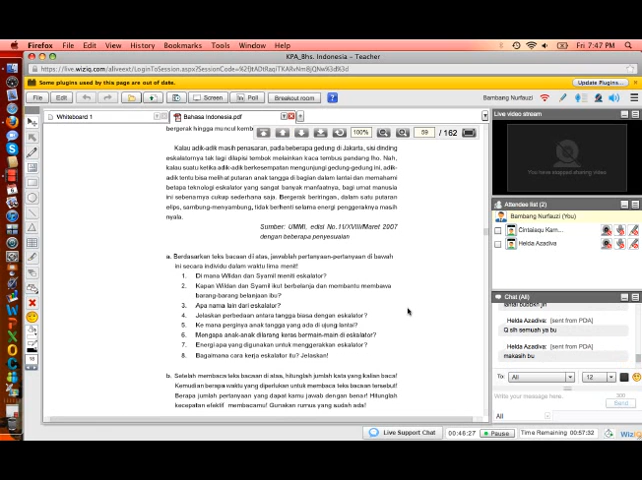 Firefox File Edit View History Bookmarks Tools Window Help
Fri 7:47 PM
KPA_Bhs. Indonesia – Teacher
Some plugins used by this page are out of date.
Update Plugins...
File Edit Screen Poll Breakout room ?
Bambang Nurfauzi
Whiteboard 1
Bahasa Indonesia.pdf
100% 59 / 162
bergerak hingga muncul kemb
Kalau adik-adik masih penasaran, pada beberapa gedung di Jakarta, sisi dinding
eskalatornya tak lagi dilapisi tembok melainkan kaca tembus pandang lho. Nah,
kalau suatu ketika adik-adik berkesempatan mengunjungi gedung-gedung ini, adik-
adik tentu bisa melihat putaran anak tangga di bagian dalam lantai dan memahami
betapa teknologi eskalator yang sangat banyak manfaatnya, bagi umat manusia
ini sebenarnya cukup sederhana saja. Bergerak beriringan, dalam satu putaran
elips, sambung-menyambung, tidak berhenti selama energi penggeraknya masih
nyala.
Sumber: UMMI, edisi No.11/XVIII/Maret 2007
dengan beberapa penyesuaian
a. Berdasarkan teks bacaan di atas, jawablah pertanyaan-pertanyaan di bawah
ini secara individu dalam waktu lima menit!
1. Di mana Wildan dan Syamil meniti eskalator?
2. Kapan Wildan dan Syamil ikut berbelanja dan membantu membawa
barang-barang belanjaan Ibu?
3. Apa nama lain dari eskalator?
4. Jelaskan perbedaan antara tangga biasa dengan eskalator?
5. Ke mana perginya anak tangga yang ada di ujung lantai?
6. Mengapa anak-anak dilarang keras bermain-main di eskalator?
7. Energi apa yang digunakan untuk menggerakkan eskalator?
8. Bagaimana cara kerja eskalator itu? Jelaskan!
b. Setelah membaca teks bacaan di atas, hitunglah jumlah kata yang kalian baca!
Kemudian berapa waktu yang diperlukan untuk membaca teks bacaan tersebut!
Berapa jumlah pertanyaan yang dapat kamu jawab dengan benar! Hitunglah
kecepatan efektif membacamu! Gunakan rumus yang sudah ada!
Live video stream
You have stopped sharing video
Attendee list (2)
Bambang Nurfauzi (You)
Helda Azadiva
Chat (All)
Helda Azadiva [sent from PDA]
Q sih semuah ya bu
Helda Azadiva [sent from PDA]
makasih bu
To: All 12
Write your message here...
300
Send
All
Live Support Chat
00:46:27 Pause Time Remaining 00:57:32